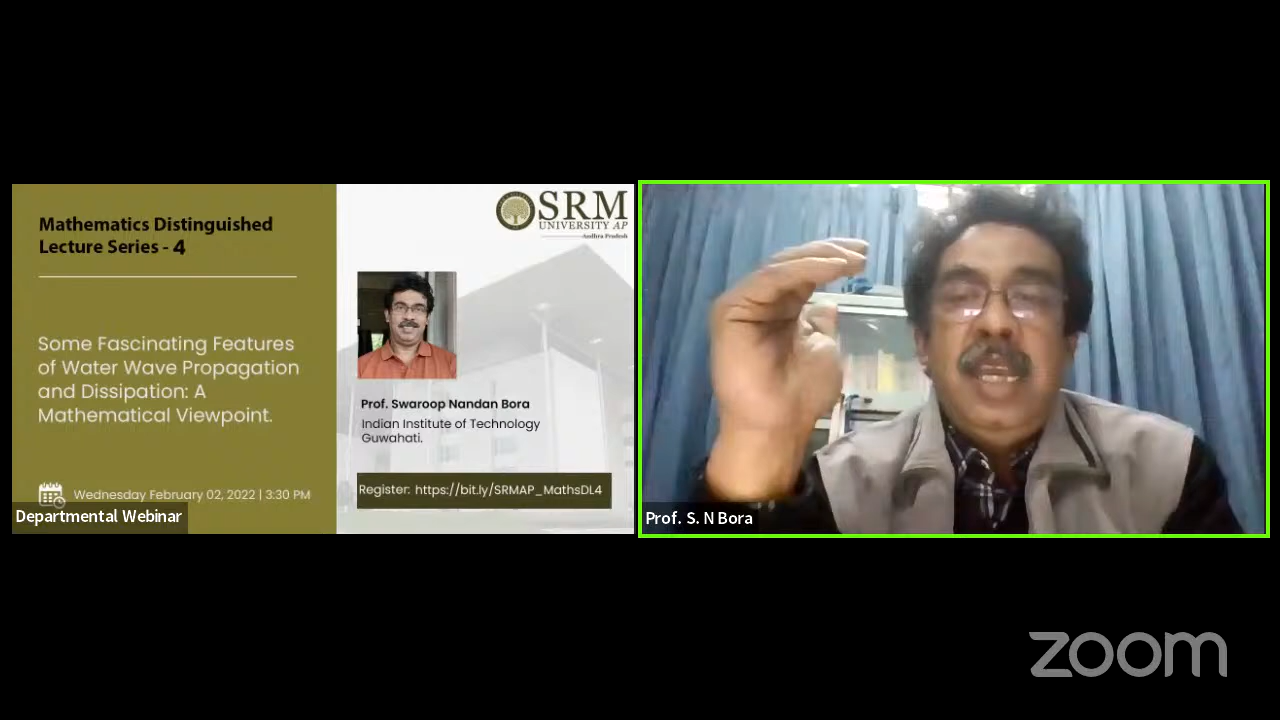 Mathematics Distinguished
Lecture Series - 4
Some Fascinating Features
of Water Wave Propagation
and Dissipation: A
Mathematical Viewpoint.
Wednesday February 02, 2022 | 3:30 PM
Departmental Webinar
SRM
UNIVERSITY AP
Andhra Pradesh
Prof. Swaroop Nandan Bora
Indian Institute of Technology
Guwahati.
Register: https://bit.ly/SRMAP_MathsDL4
Prof. S. N Bora
zoom